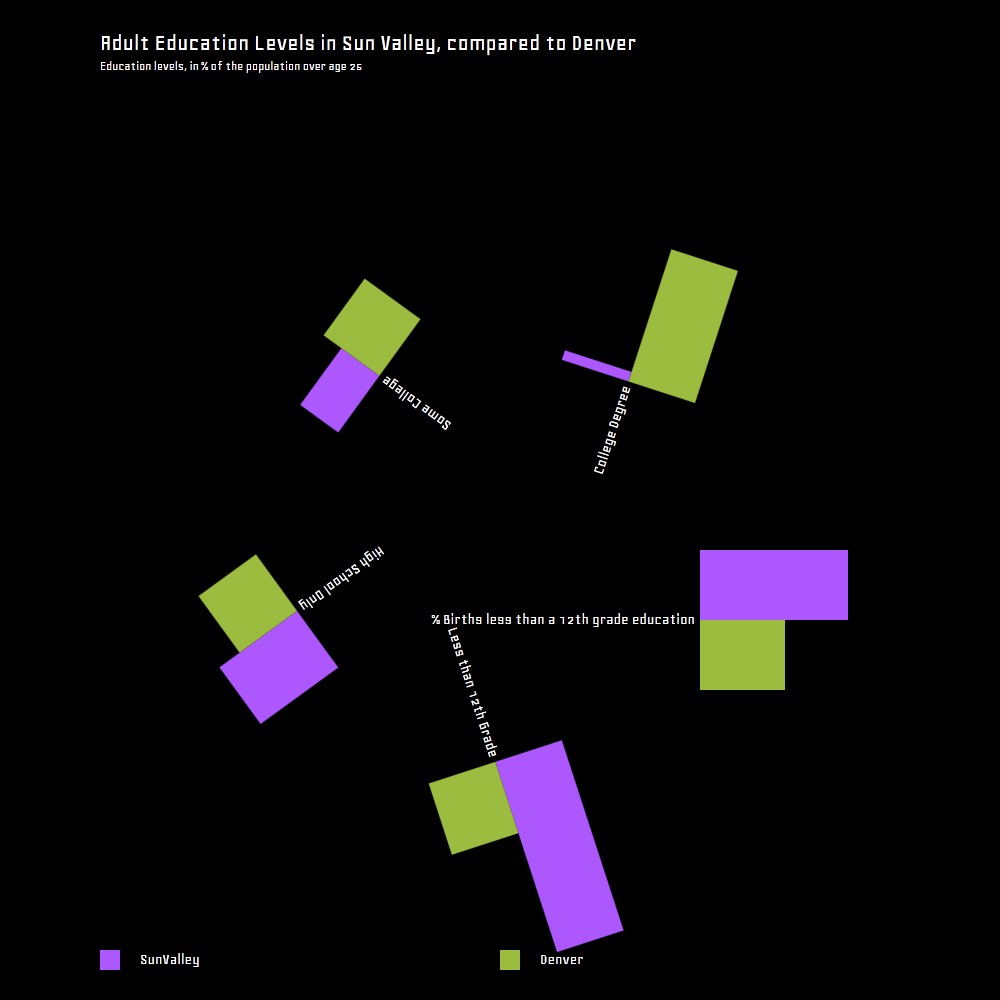 Adult Education Levels in Sun Valley, compared to Denver
Education levels, in % of the population over age 25
Some College
College Degree
High School Only
% Births less than a 12th grade education
Less than 12th Grade
SunValley
Denver